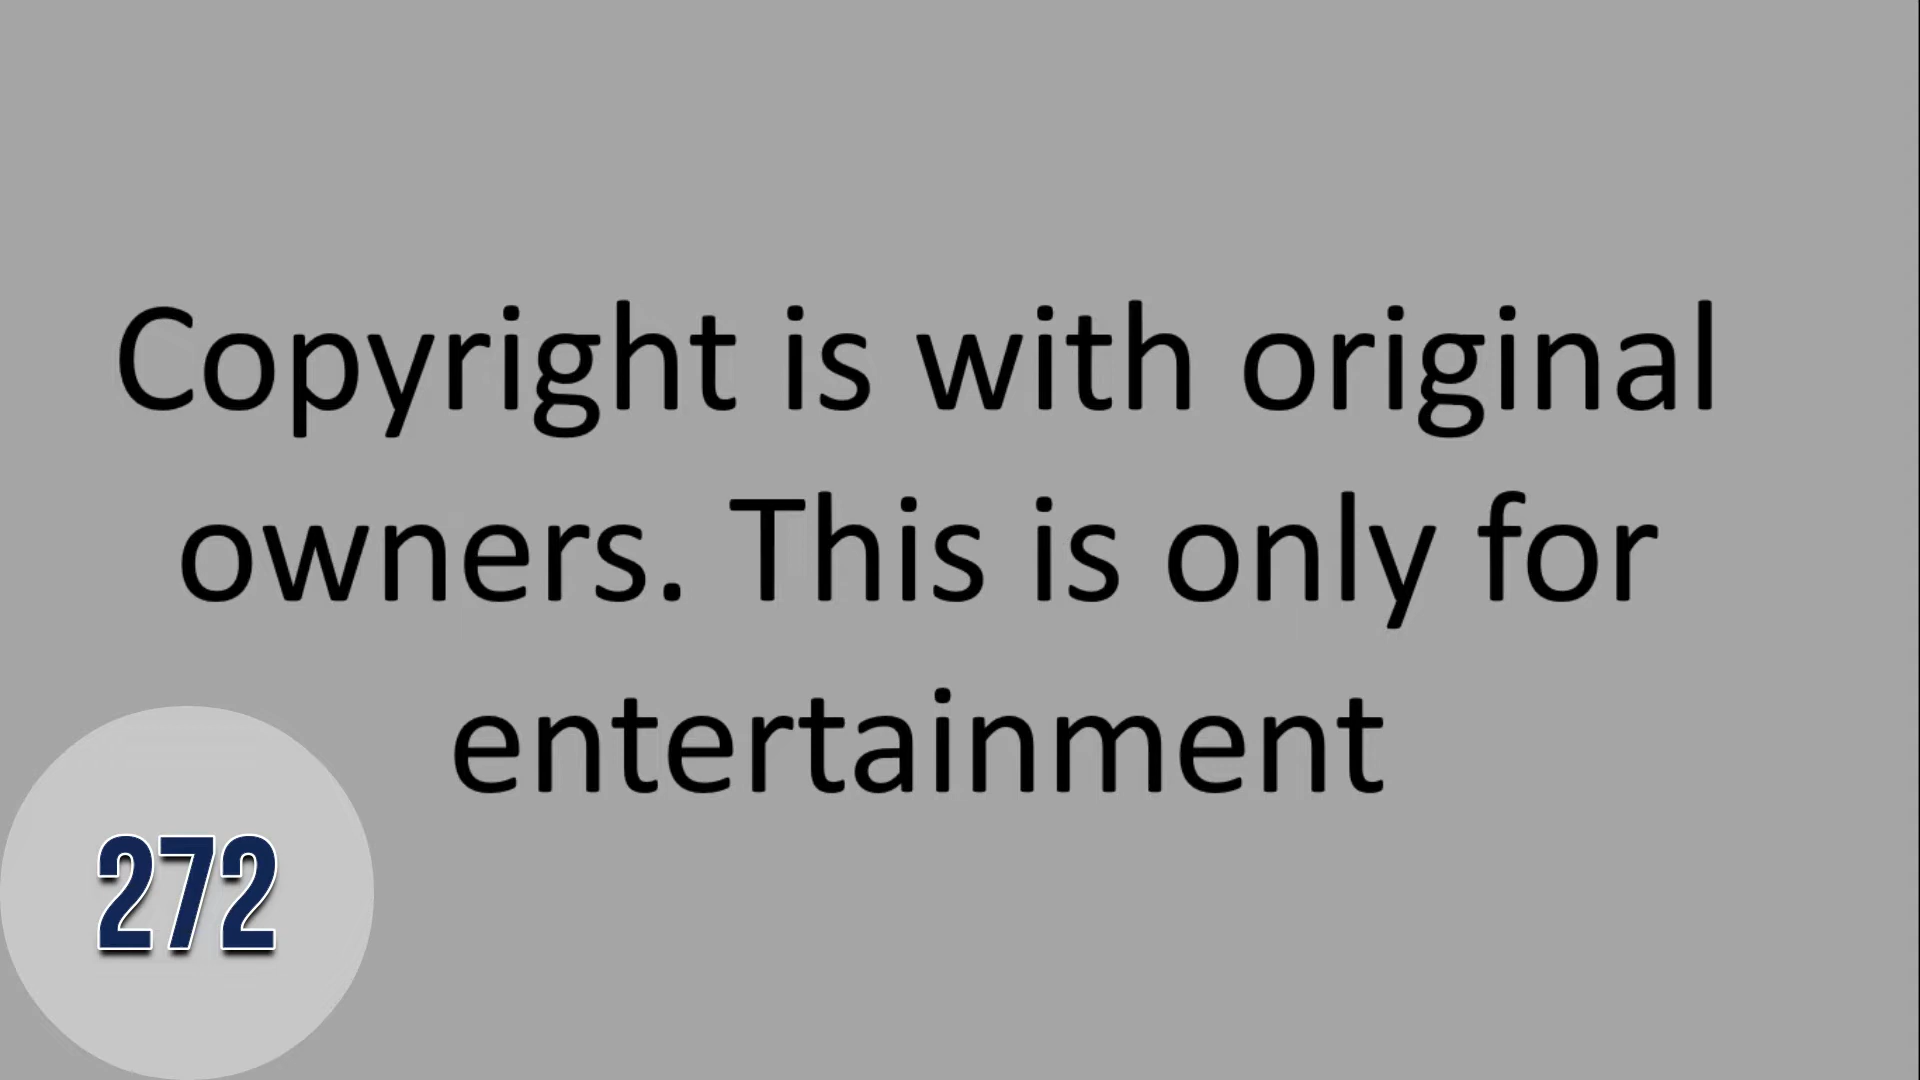 Copyright is with original
owners. This is only for
entertainment
272